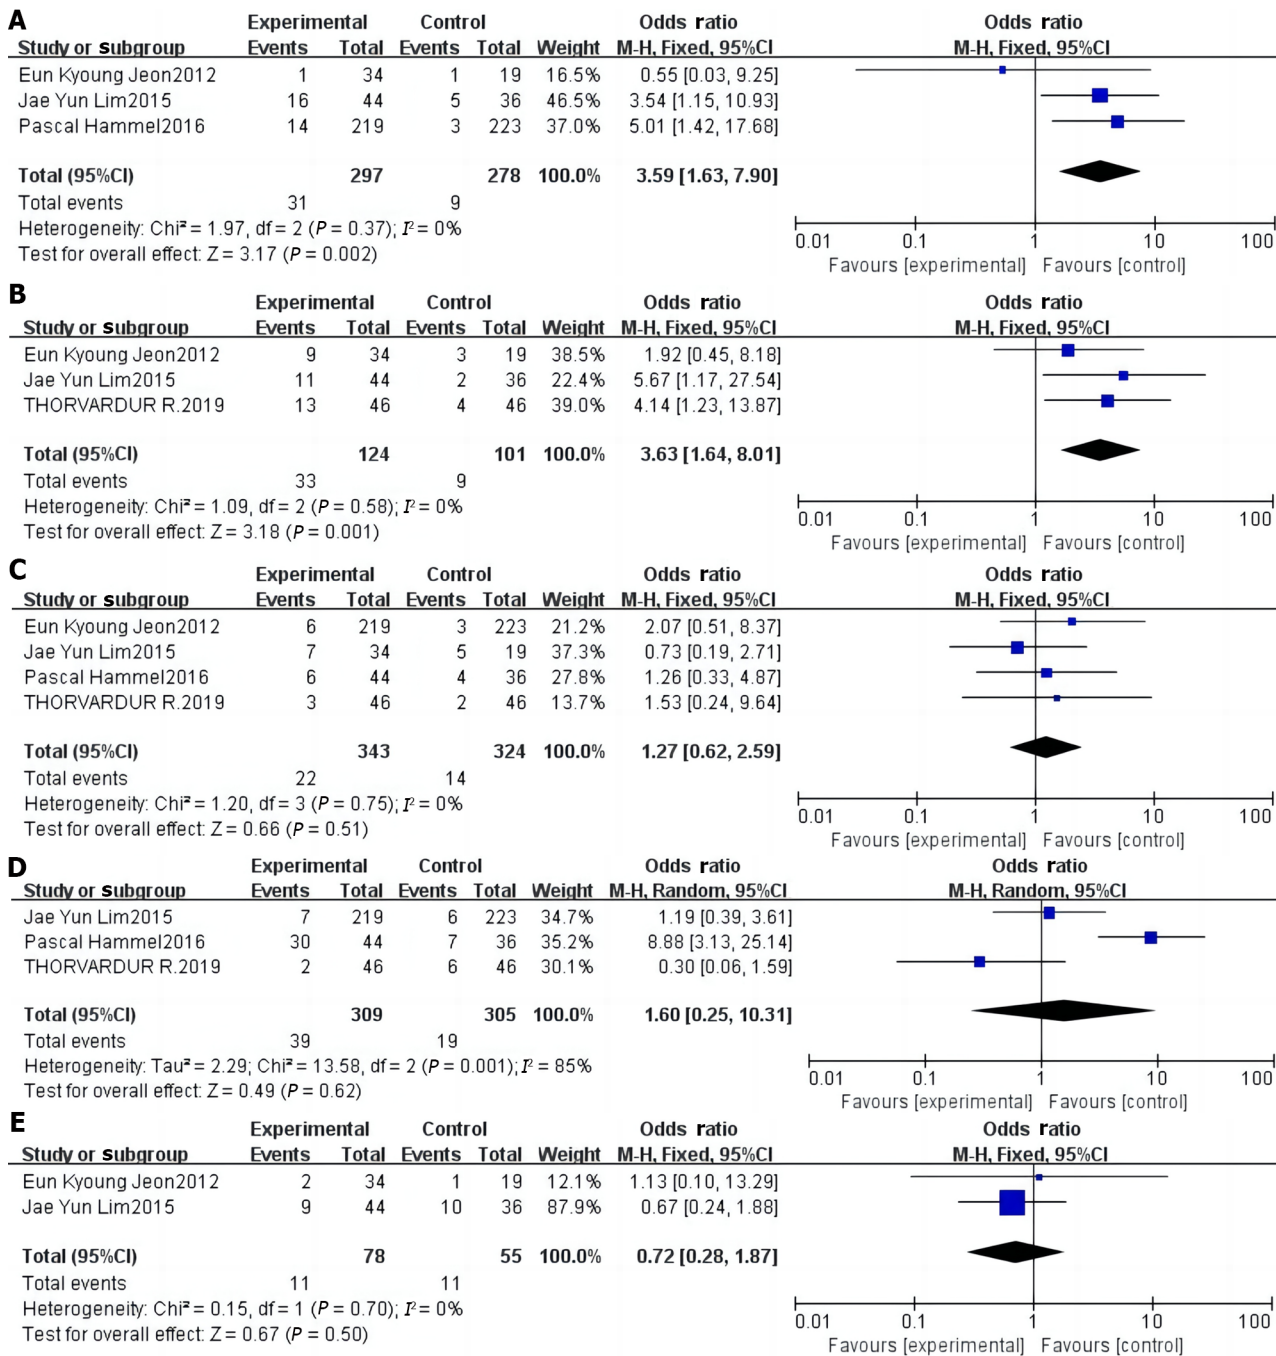 A
Experimental Control Odds ratio Odds ratio
Study or subgroup Events Total Events Total Weight M-H, Fixed, 95%CI M-H, Fixed, 95%CI
Eun Kyoung Jeon2012 1 34 1 19 16.5% 0.55 [0.03, 9.25]
Jae Yun Lim2015 16 44 5 36 46.5% 3.54 [1.15, 10.93]
Pascal Hammel2016 14 219 3 223 37.0% 5.01 [1.42, 17.68]
Total (95%CI) 297 278 100.0% 3.59 [1.63, 7.90]
Total events 31 9
Heterogeneity: Chi² = 1.97, df = 2 (P = 0.37); I² = 0%
Test for overall effect: Z = 3.17 (P = 0.002)
0.01 0.1 1 10 100
Favours [experimental] Favours [control]
B
Experimental Control Odds ratio Odds ratio
Study or subgroup Events Total Events Total Weight M-H, Fixed, 95%CI M-H, Fixed, 95%CI
Eun Kyoung Jeon2012 9 34 3 19 38.5% 1.92 [0.45, 8.18]
Jae Yun Lim2015 11 44 2 36 22.4% 5.67 [1.17, 27.54]
THORVARDUR R.2019 13 46 4 46 39.0% 4.14 [1.23, 13.87]
Total (95%CI) 124 101 100.0% 3.63 [1.64, 8.01]
Total events 33 9
Heterogeneity: Chi² = 1.09, df = 2 (P = 0.58); I² = 0%
Test for overall effect: Z = 3.18 (P = 0.001)
0.01 0.1 1 10 100
Favours [experimental] Favours [control]
C
Experimental Control Odds ratio Odds ratio
Study or subgroup Events Total Events Total Weight M-H, Fixed, 95%CI M-H, Fixed, 95%CI
Eun Kyoung Jeon2012 6 219 3 223 21.2% 2.07 [0.51, 8.37]
Jae Yun Lim2015 7 34 5 19 37.3% 0.73 [0.19, 2.71]
Pascal Hammel2016 6 44 4 36 27.8% 1.26 [0.33, 4.87]
THORVARDUR R.2019 3 46 2 46 13.7% 1.53 [0.24, 9.64]
Total (95%CI) 343 324 100.0% 1.27 [0.62, 2.59]
Total events 22 14
Heterogeneity: Chi² = 1.20, df = 3 (P = 0.75); I² = 0%
Test for overall effect: Z = 0.66 (P = 0.51)
0.01 0.1 1 10 100
Favours [experimental] Favours [control]
D
Experimental Control Odds ratio Odds ratio
Study or subgroup Events Total Events Total Weight M-H, Random, 95%CI M-H, Random, 95%CI
Jae Yun Lim2015 7 219 6 223 34.7% 1.19 [0.39, 3.61]
Pascal Hammel2016 30 44 7 36 35.2% 8.88 [3.13, 25.14]
THORVARDUR R.2019 2 46 6 46 30.1% 0.30 [0.06, 1.59]
Total (95%CI) 309 305 100.0% 1.60 [0.25, 10.31]
Total events 39 19
Heterogeneity: Tau² = 2.29; Chi² = 13.58, df = 2 (P = 0.001); I² = 85%
Test for overall effect: Z = 0.49 (P = 0.62)
0.01 0.1 1 10 100
Favours [experimental] Favours [control]
E
Experimental Control Odds ratio Odds ratio
Study or subgroup Events Total Events Total Weight M-H, Fixed, 95%CI M-H, Fixed, 95%CI
Eun Kyoung Jeon2012 2 34 1 19 12.1% 1.13 [0.10, 13.29]
Jae Yun Lim2015 9 44 10 36 87.9% 0.67 [0.24, 1.88]
Total (95%CI) 78 55 100.0% 0.72 [0.28, 1.87]
Total events 11 11
Heterogeneity: Chi² = 0.15, df = 1 (P = 0.70); I² = 0%
Test for overall effect: Z = 0.67 (P = 0.50)
0.01 0.1 1 10 100
Favours [experimental] Favours [control]